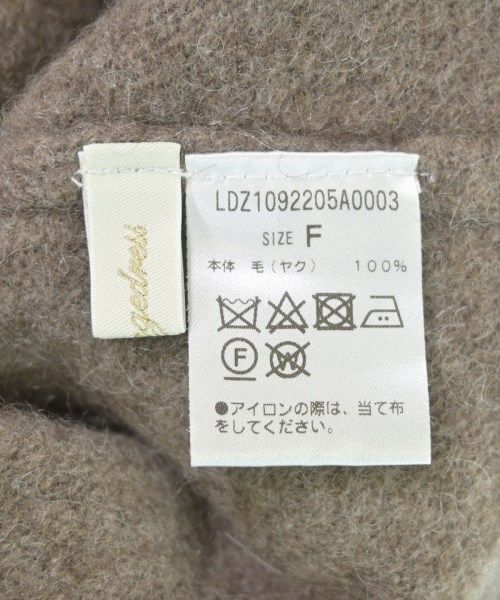 gedress
LDZ1092205A0003
SIZE F
本体 毛（ヤク） 100%
F W
●アイロンの際は、当て布
をしてください。